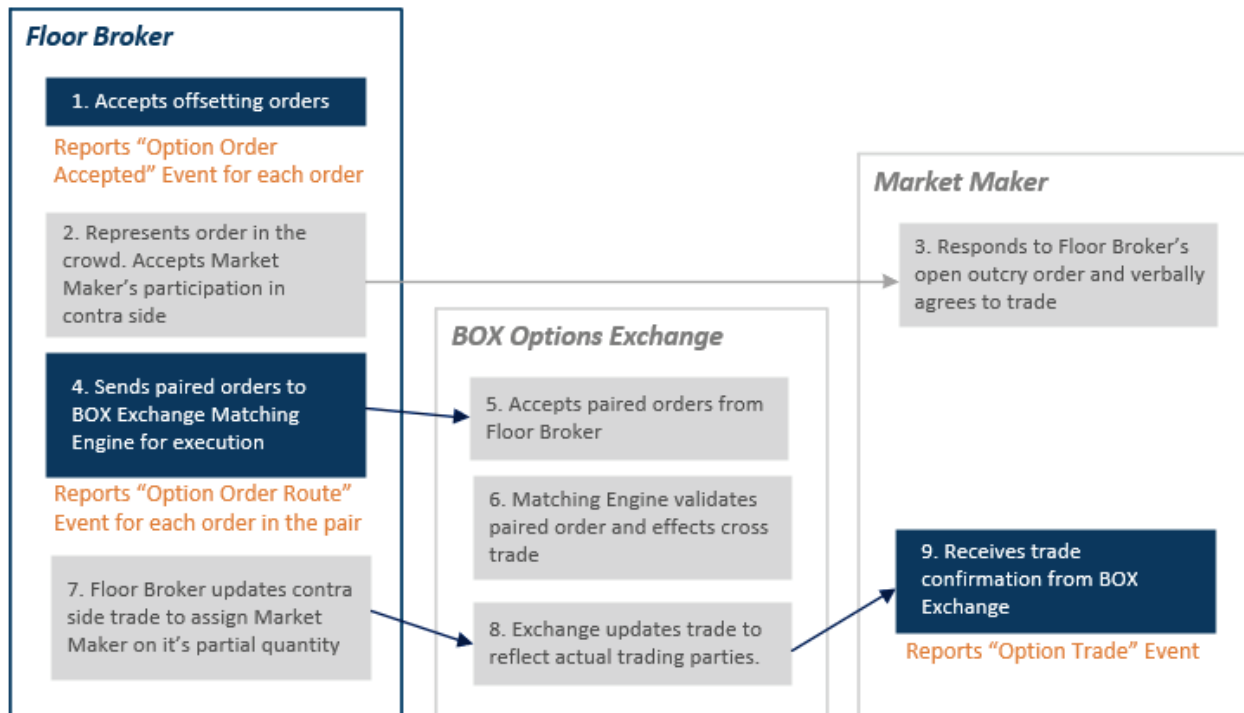 Floor Broker
1. Accepts offsetting orders
Reports “Option Order
Accepted” Event for each order
2. Represents order in the
crowd. Accepts Market
Maker’s participation in
contra side
4. Sends paired orders to
BOX Exchange Matching
Engine for execution
Reports “Option Order Route”
Event for each order in the pair
7. Floor Broker updates contra
side trade to assign Market
Maker on it’s partial quantity
BOX Options Exchange
5. Accepts paired orders from
Floor Broker
6. Matching Engine validates
paired order and effects cross
trade
8. Exchange updates trade to
reflect actual trading parties.
Market Maker
3. Responds to Floor Broker’s
open outcry order and verbally
agrees to trade
9. Receives trade
confirmation from BOX
Exchange
Reports “Option Trade” Event